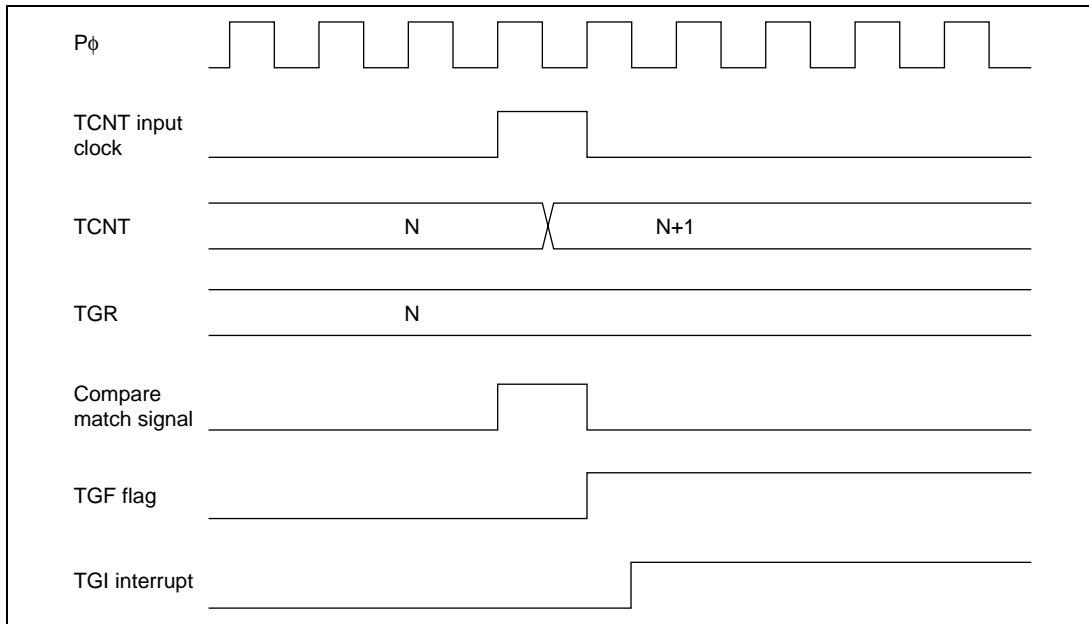 Pϕ
TCNT input
clock
TCNT
N
N+1
TGR
N
Compare
match signal
TGF flag
TGI interrupt